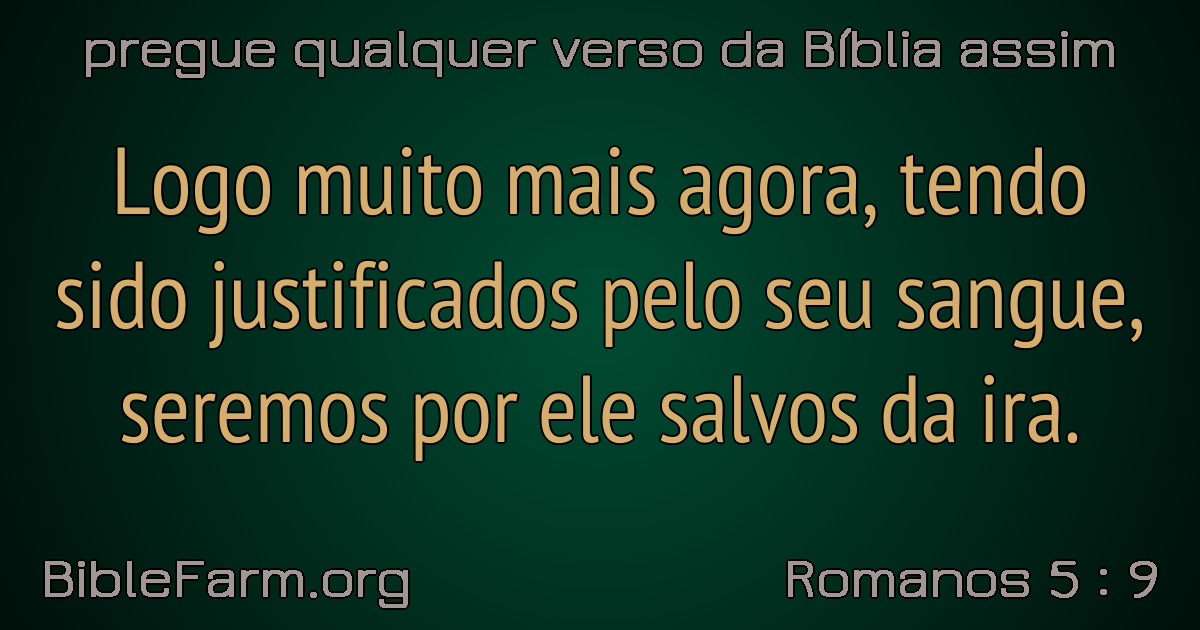 pregue qualquer verso da Bíblia assim
Logo muito mais agora, tendo
sido justificados pelo seu sangue,
seremos por ele salvos da ira.
BibleFarm.org
Romanos 5 : 9